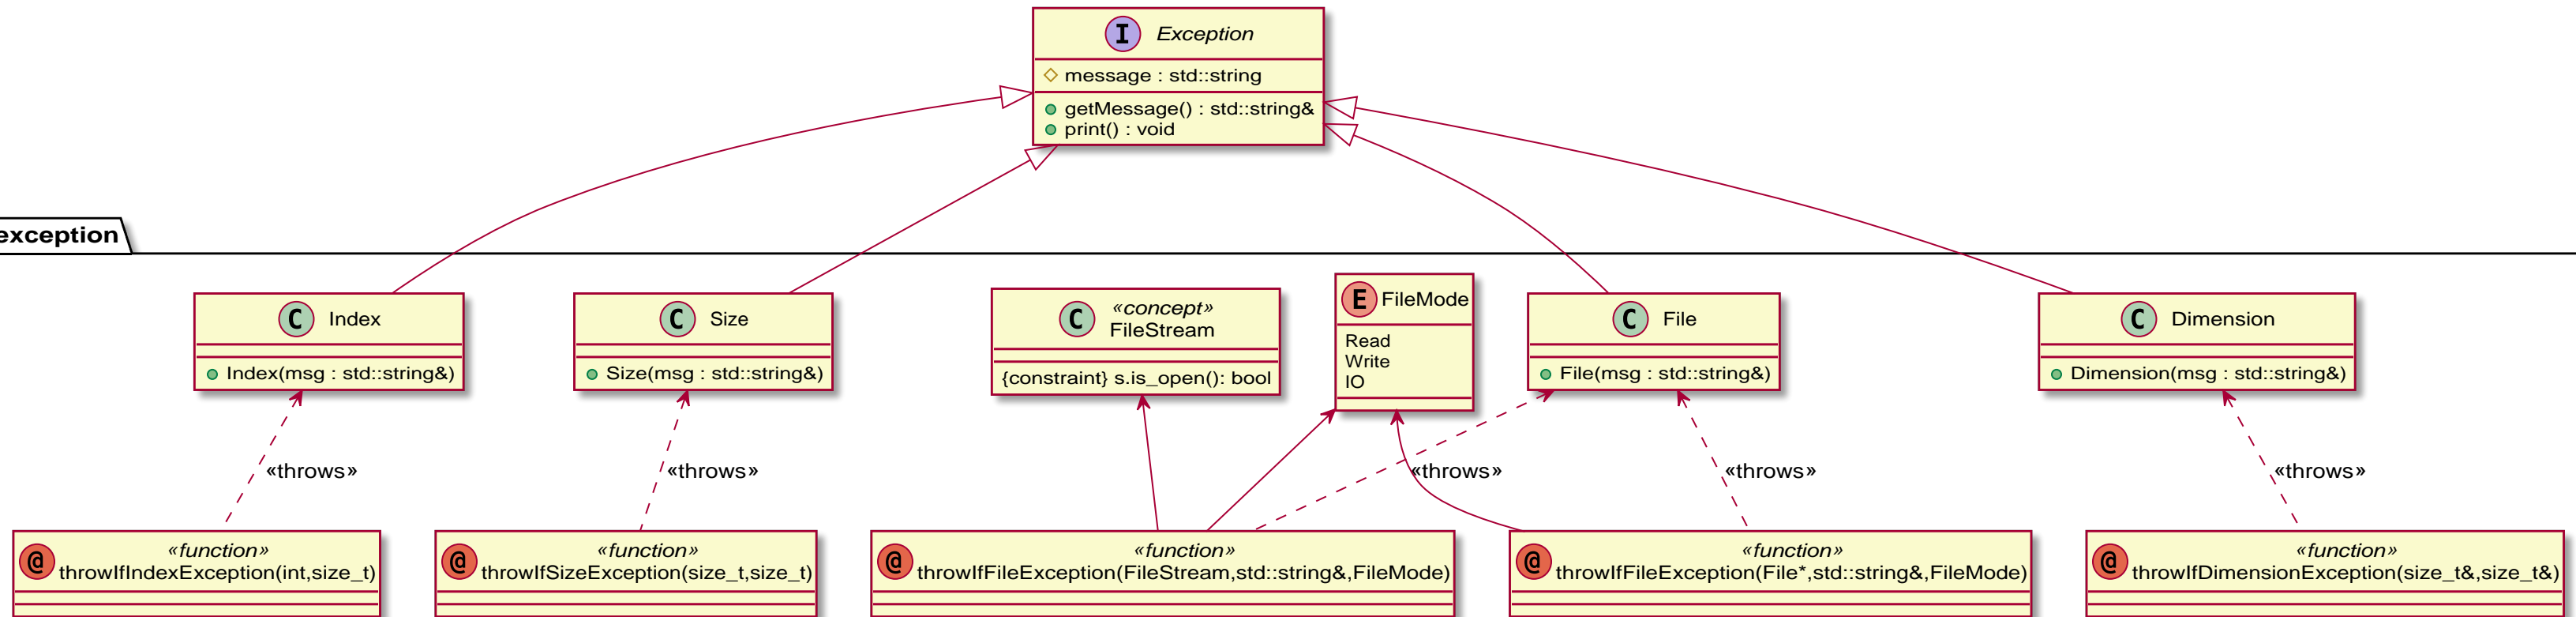 I Exception
message : std::string
getMessage() : std::string&
print() : void
exception
C Index
Index(msg : std::string&)
C Size
Size(msg : std::string&)
C «concept»
FileStream
{constraint} s.is_open(): bool
E FileMode
Read
Write
IO
C File
File(msg : std::string&)
C Dimension
Dimension(msg : std::string&)
«throws»
«throws»
«throws»
«throws»
«throws»
@ «function»
throwIfIndexException(int,size_t)
@ «function»
throwIfSizeException(size_t,size_t)
@ «function»
throwIfFileException(FileStream,std::string&,FileMode)
@ «function»
throwIfFileException(File*,std::string&,FileMode)
@ «function»
throwIfDimensionException(size_t&,size_t&)